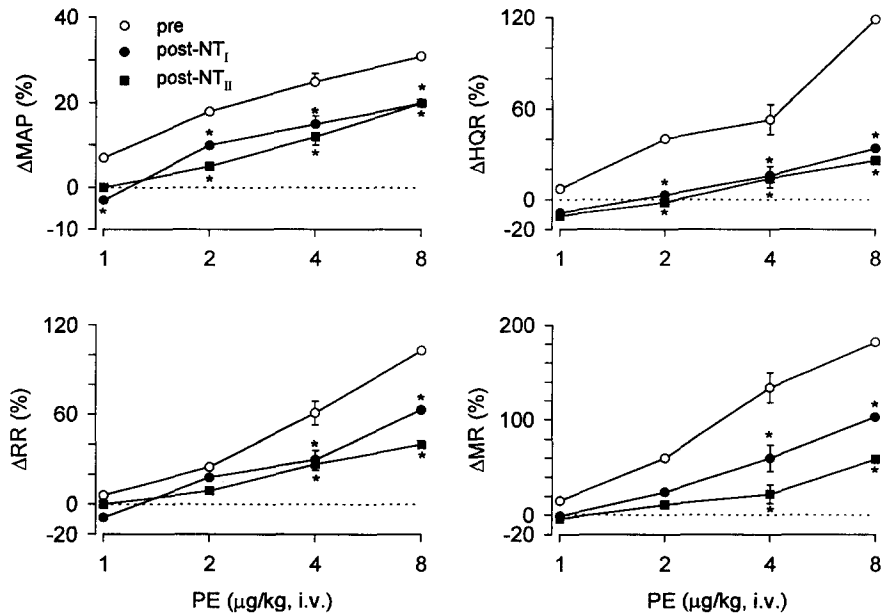 pre
post-NT_I
post-NT_II
ΔMAP (%)
40
20
0
-10
1 2 4 8
ΔHQR (%)
120
60
0
-20
1 2 4 8
ΔRR (%)
120
60
0
-20
1 2 4 8
PE (μg/kg, i.v.)
ΔMR (%)
200
100
0
-20
1 2 4 8
PE (μg/kg, i.v.)